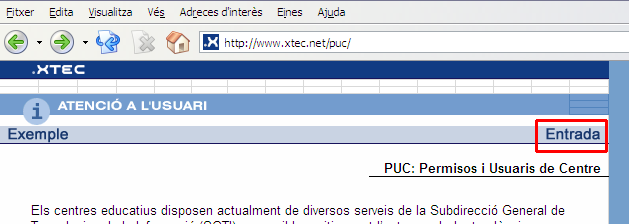 Fitxer Edita Visualitza Vés Adreces d'interès Eines Ajuda
http://www.xtec.net/puc/
.XTEC
i ATENCIÓ A L'USUARI
Exemple Entrada
PUC: Permisos i Usuaris de Centre
Els centres educatius disposen actualment de diversos serveis de la Subdirecció General de